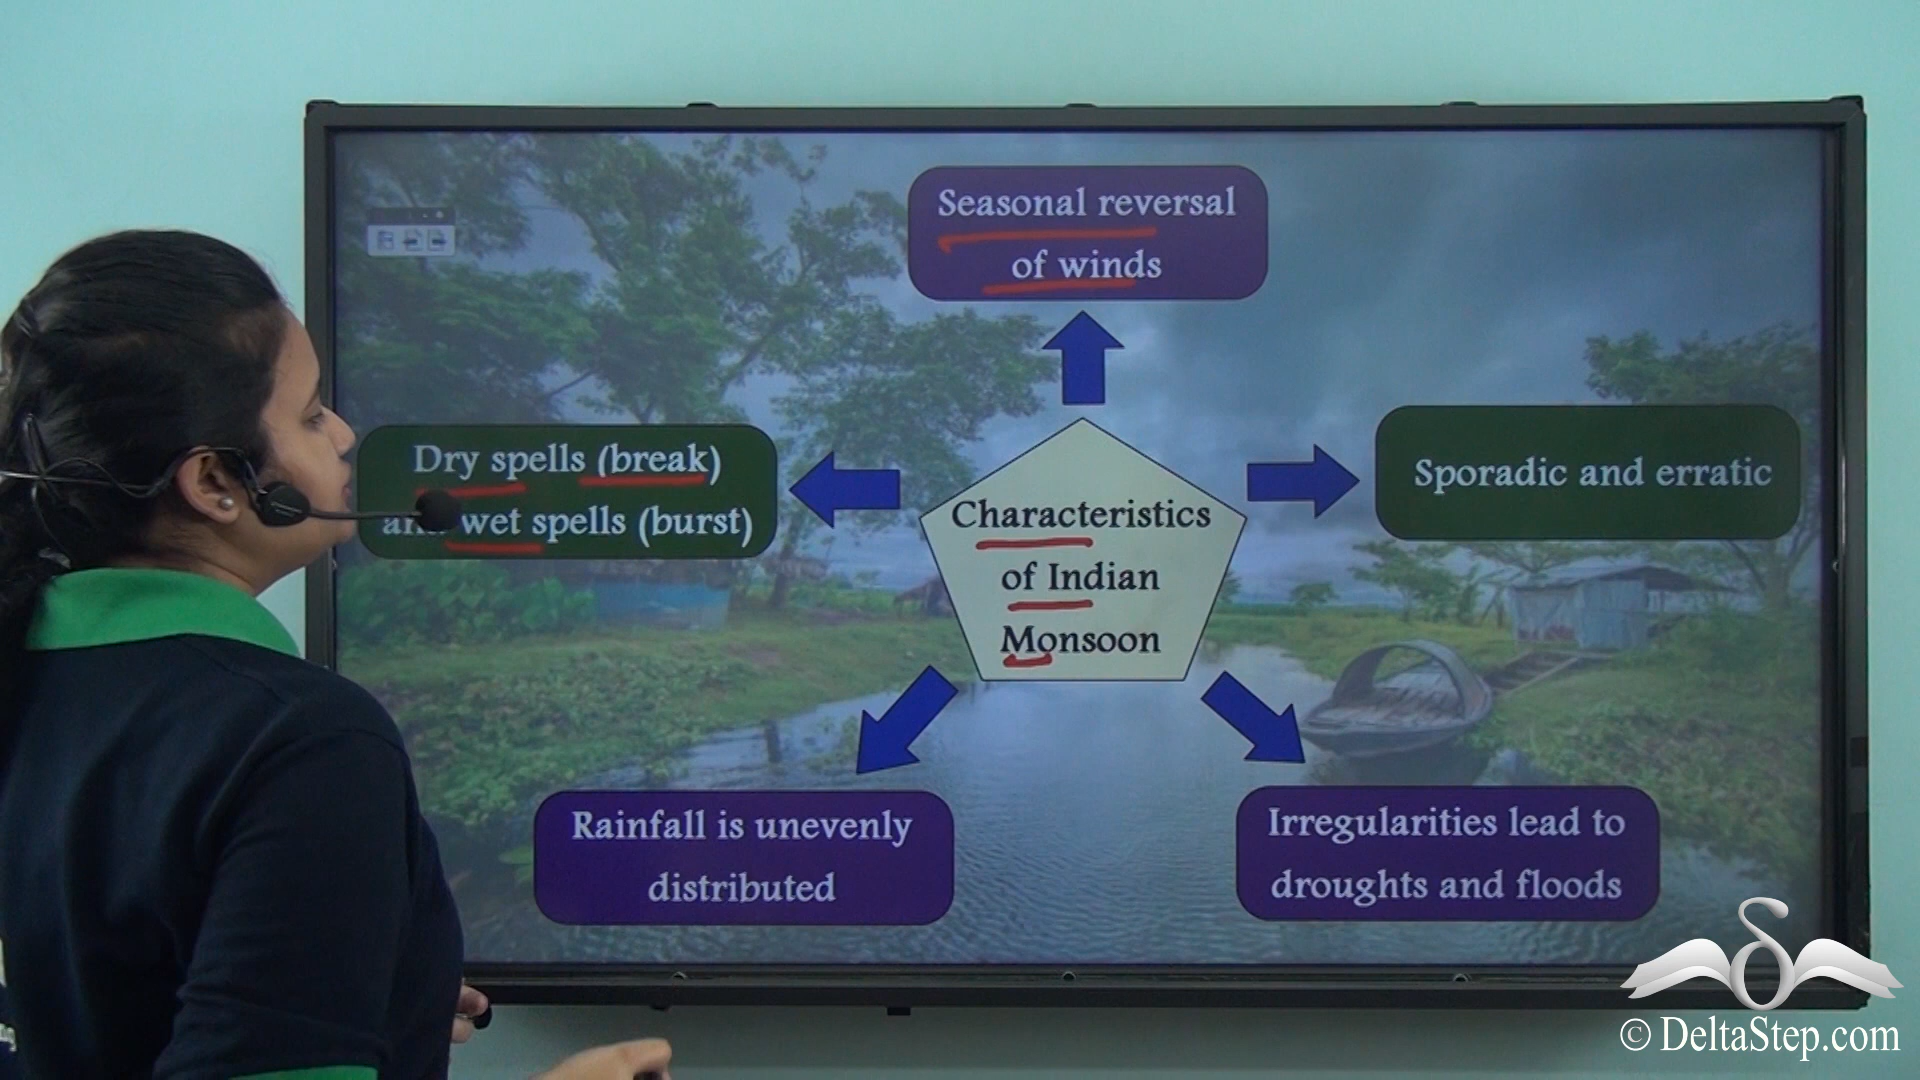 Seasonal reversal
of winds
Dry spells (break)
and wet spells (burst)
Sporadic and erratic
Characteristics
of Indian
Monsoon
Rainfall is unevenly
distributed
Irregularities lead to
droughts and floods
© DeltaStep.com